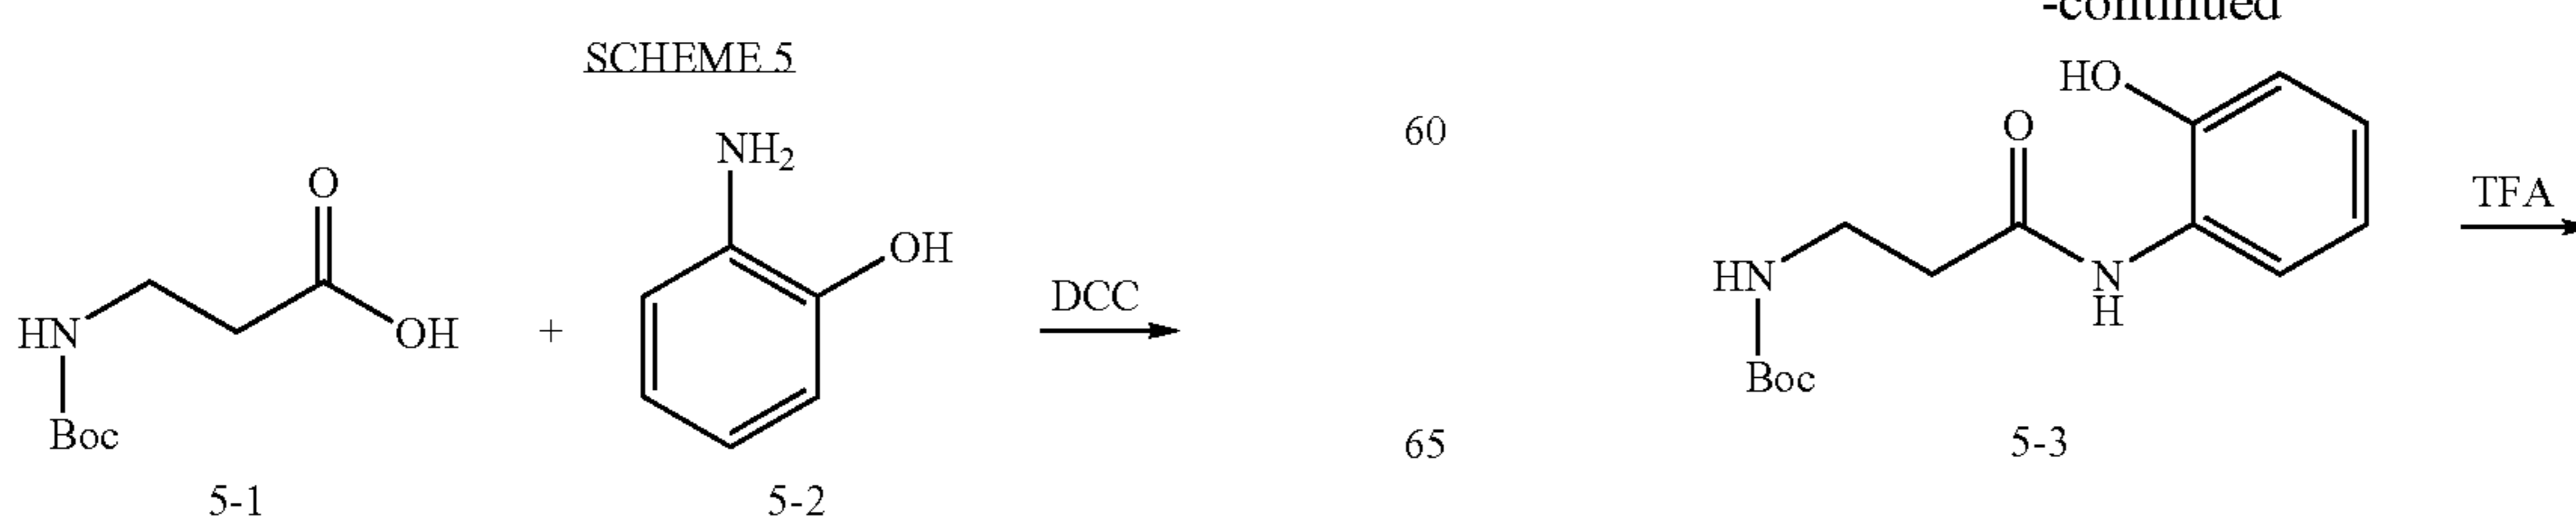 SCHEME 5
NH2
O
OH
HN
OH
+
DCC
Boc
5-1
5-2
60
65
-continued
HO
O
TFA
HN
N
H
Boc
5-3